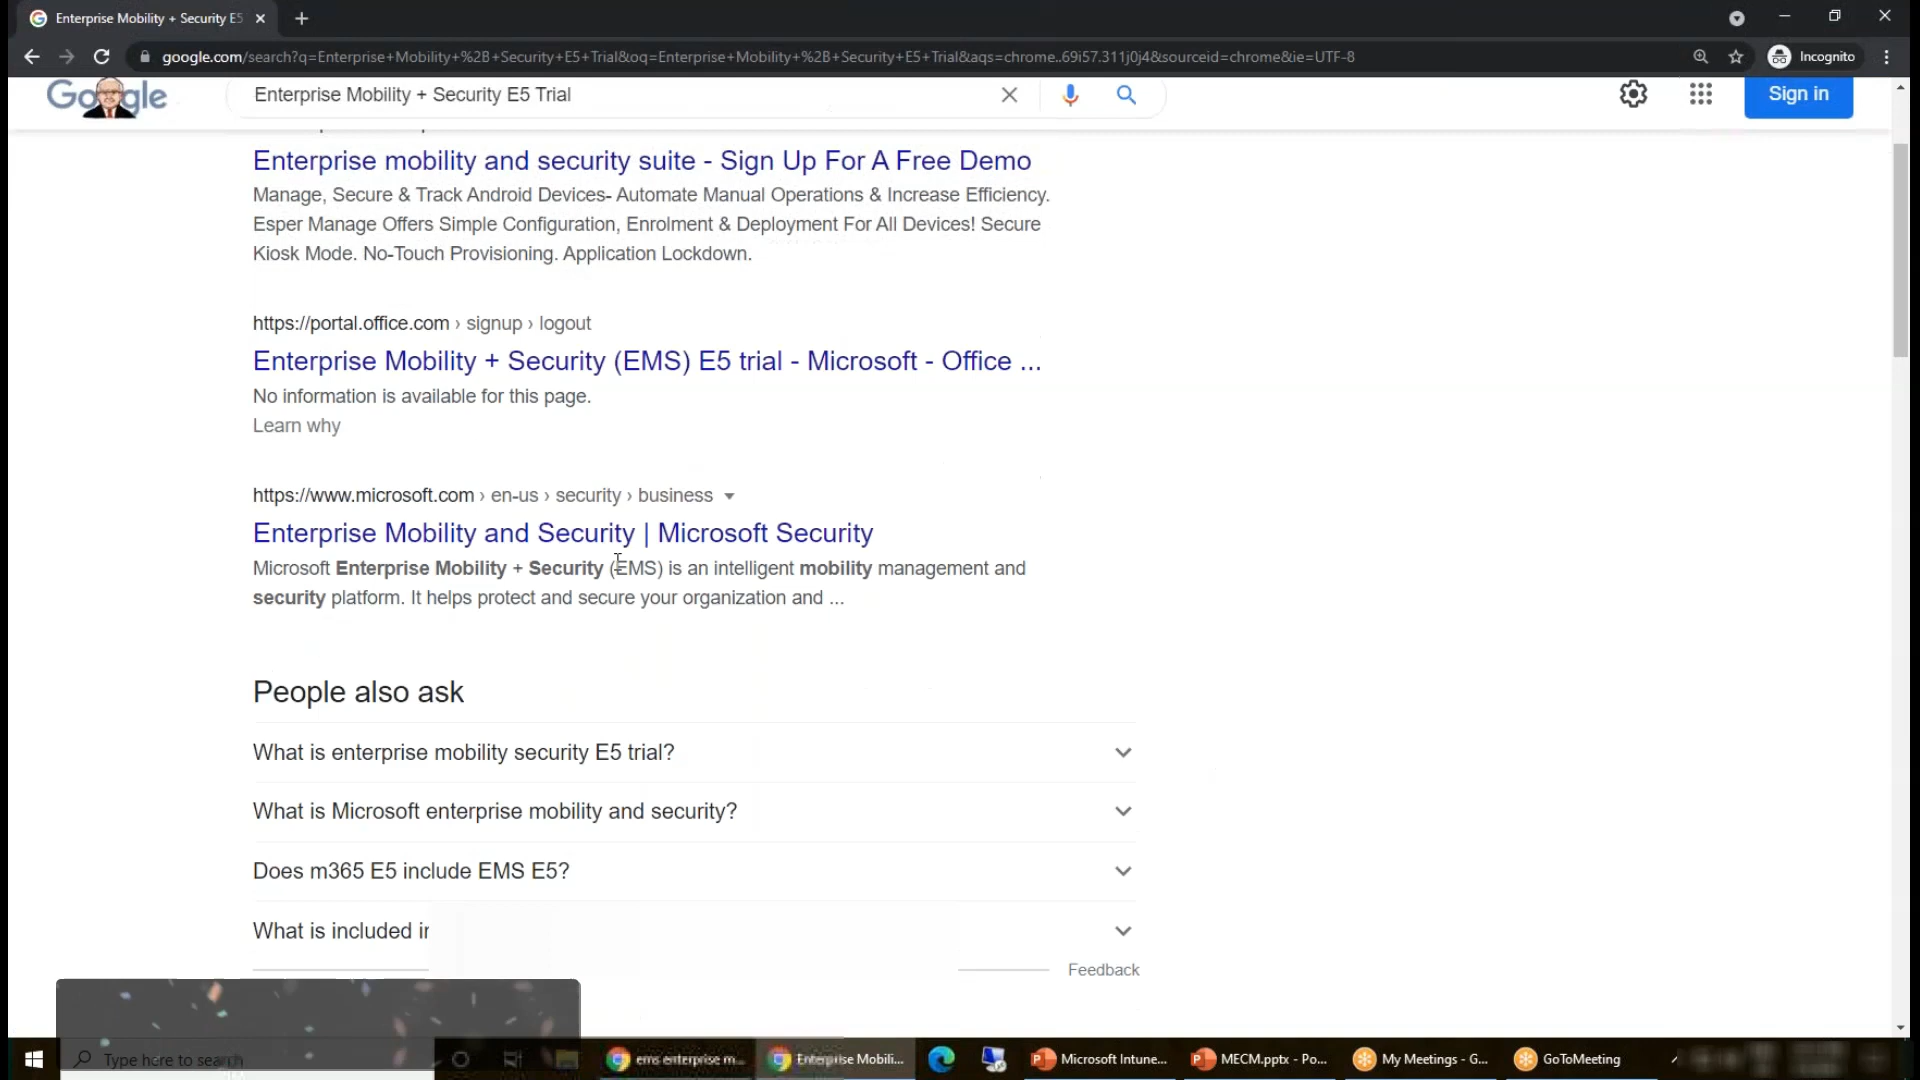 Enterprise Mobility + Security E5
google.com/search?q=Enterprise+Mobility+%2B+Security+E5+Trial&oq=Enterprise+Mobility+%2B+Security+E5+Trial&aqs=chrome..69i57.311j0j4&sourceid=chrome&ie=UTF-8
Incognito
Google
Enterprise Mobility + Security E5 Trial
Sign in
Enterprise mobility and security suite - Sign Up For A Free Demo
Manage, Secure & Track Android Devices- Automate Manual Operations & Increase Efficiency.
Esper Manage Offers Simple Configuration, Enrolment & Deployment For All Devices! Secure
Kiosk Mode. No-Touch Provisioning. Application Lockdown.
https://portal.office.com › signup › logout
Enterprise Mobility + Security (EMS) E5 trial - Microsoft - Office ...
No information is available for this page.
Learn why
https://www.microsoft.com › en-us › security › business
Enterprise Mobility and Security | Microsoft Security
Microsoft Enterprise Mobility + Security (EMS) is an intelligent mobility management and
security platform. It helps protect and secure your organization and ...
People also ask
What is enterprise mobility security E5 trial?
What is Microsoft enterprise mobility and security?
Does m365 E5 include EMS E5?
What is included in
Feedback
Type here to search
ems enterprise m...
Enterprise Mobili...
Microsoft Intune...
MECM.pptx - Po...
My Meetings - G...
GoToMeeting